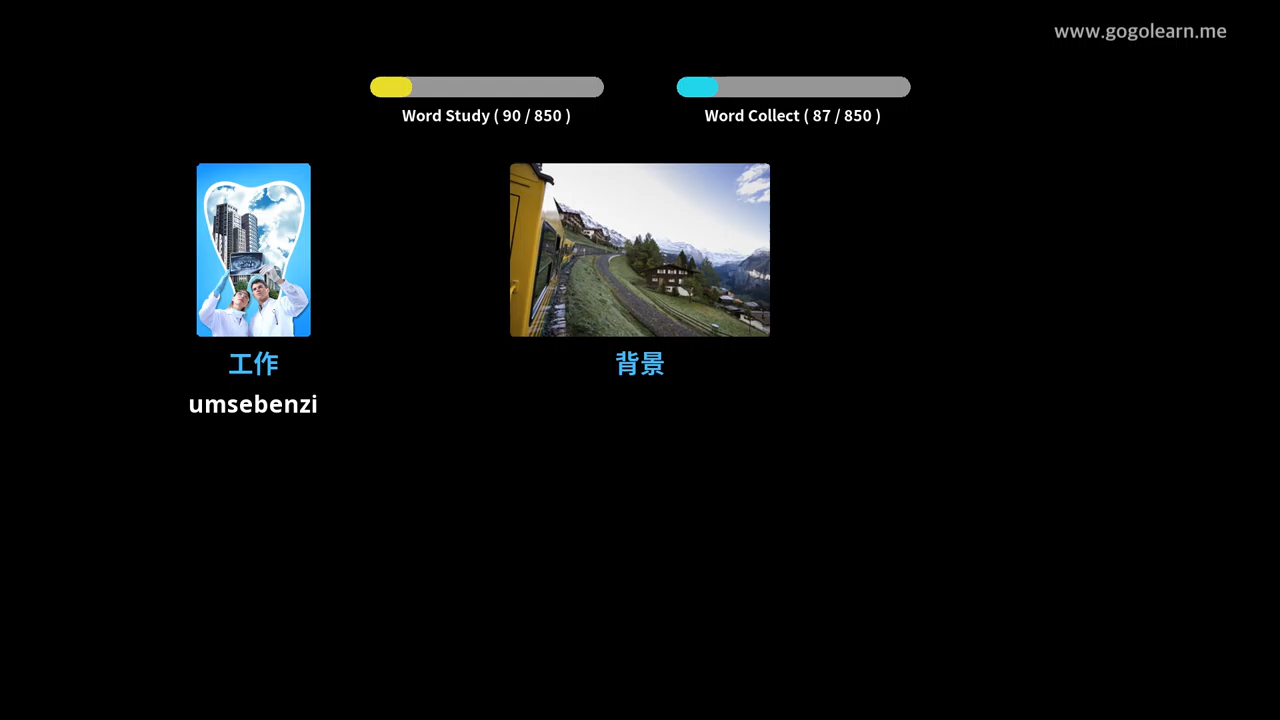 www.gogolearn.me
Word Study ( 90 / 850 )
Word Collect ( 87 / 850 )
工作
背景
umsebenzi